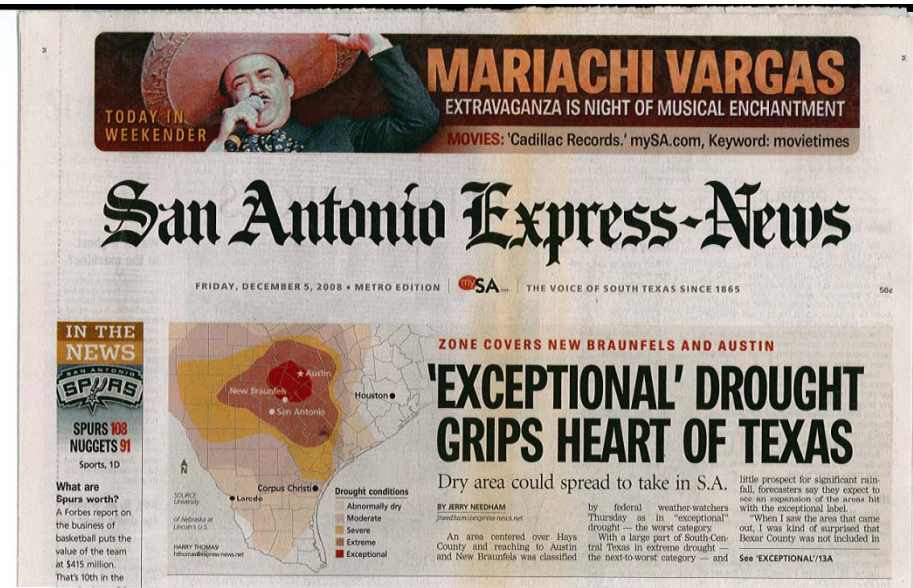 TODAY IN
WEEKENDER
MARIACHI VARGAS
EXTRAVAGANZA IS NIGHT OF MUSICAL ENCHANTMENT
MOVIES: 'Cadillac Records.' mySA.com, Keyword: movietimes
San Antonio Express-News
FRIDAY, DECEMBER 5, 2008 • METRO EDITION mySA.com THE VOICE OF SOUTH TEXAS SINCE 1865 50¢
IN THE
NEWS
SAN ANTONIO
SPURS
SPURS 108
NUGGETS 91
Sports, 1D
What are
Spurs worth?
A Forbes report on
the business of
basketball puts the
value of the team
at $415 million.
That's 10th in the
Austin
New Braunfels
San Antonio
Houston
Corpus Christi
Laredo
N
SOURCE:
University
of Nebraska at
Lincoln's U.S.
HARRY THOMAS/
hthomas@express-news.net
Drought conditions
Abnormally dry
Moderate
Severe
Extreme
Exceptional
ZONE COVERS NEW BRAUNFELS AND AUSTIN
'EXCEPTIONAL' DROUGHT
GRIPS HEART OF TEXAS
Dry area could spread to take in S.A.
BY JERRY NEEDHAM
jneedham@express-news.net
An area centered over Hays
County and reaching to Austin
and New Braunfels was classified
by federal weather-watchers
Thursday as in "exceptional"
drought — the worst category.
With a large part of South-Cen-
tral Texas in extreme drought —
the next-to-worst category — and
little prospect for significant rain-
fall, forecasters say they expect to
see an expansion of the areas hit
with the exceptional label.
"When I saw the area that came
out, I was kind of surprised that
Bexar County was not included in
See 'EXCEPTIONAL'/13A